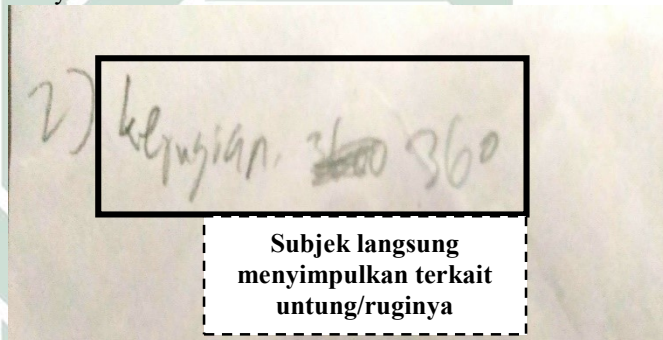 2) kerugian. 360
Subjek langsung
menyimpulkan terkait
untung/ruginya